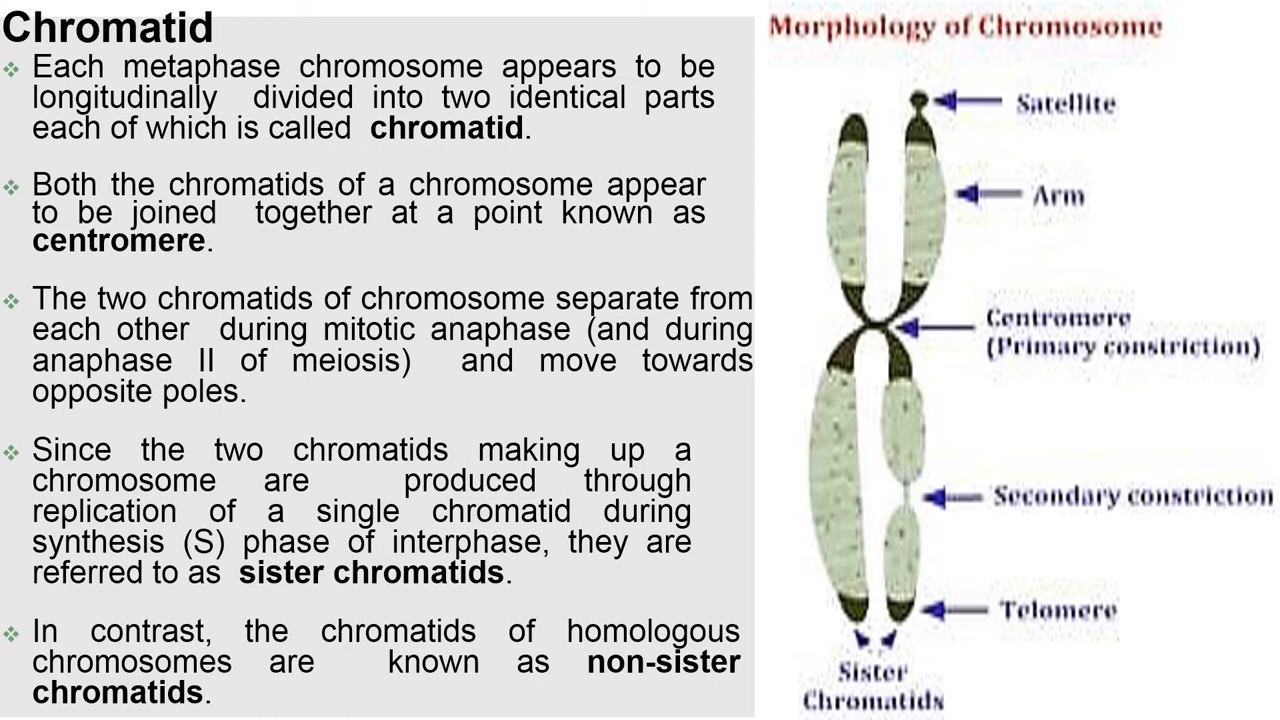 Chromatid
Each metaphase chromosome appears to be
longitudinally divided into two identical parts
each of which is called chromatid.
Both the chromatids of a chromosome appear
to be joined together at a point known as
centromere.
The two chromatids of chromosome separate from
each other during mitotic anaphase (and during
anaphase II of meiosis) and move towards
opposite poles.
Since the two chromatids making up a
chromosome are produced through
replication of a single chromatid during
synthesis (S) phase of interphase, they are
referred to as sister chromatids.
In contrast, the chromatids of homologous
chromosomes are known as non-sister
chromatids.
Morphology of Chromosome
Satellite
Arm
Centromere
(Primary constriction)
Secondary constriction
Telomere
Sister
Chromatids